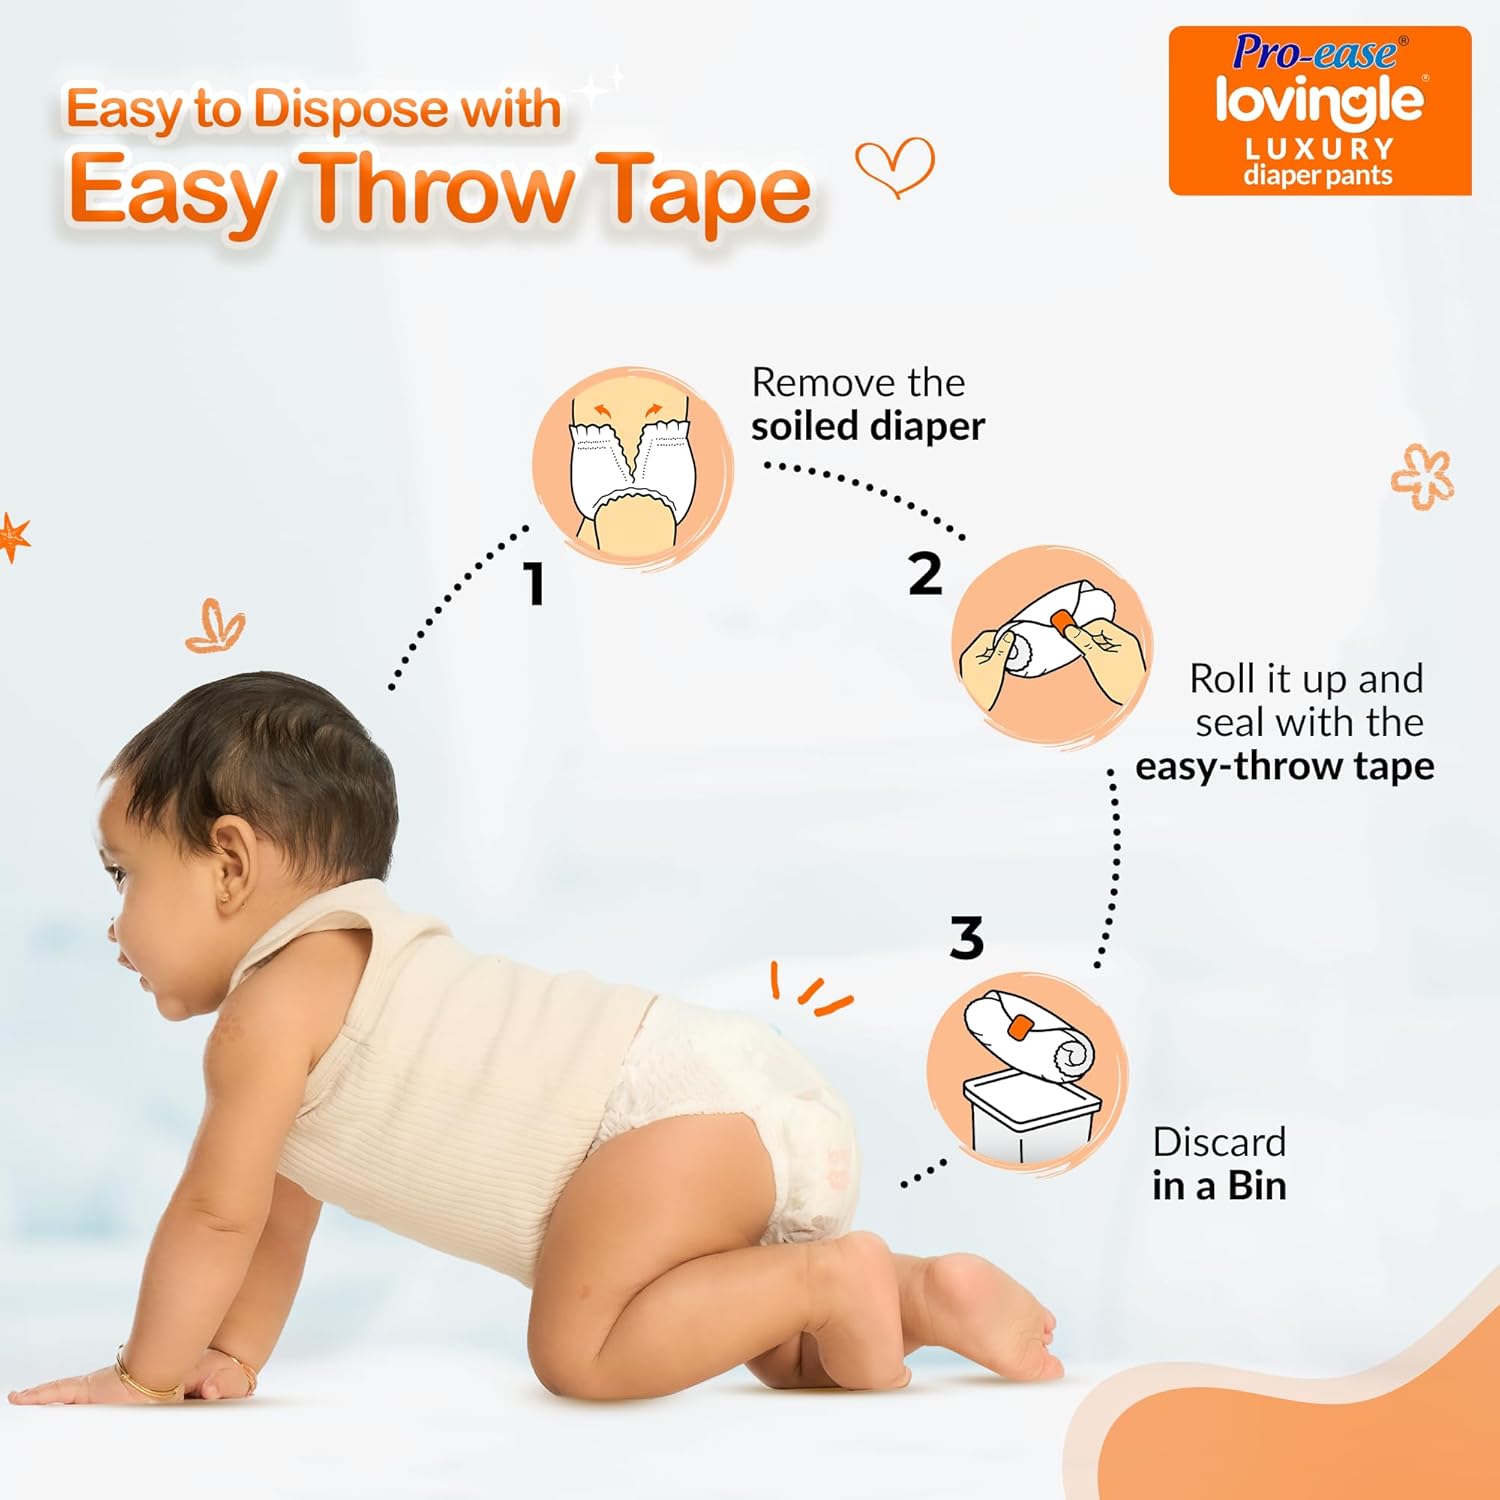 Easy to Dispose with
Easy Throw Tape
Pro-ease®
lovingle®
LUXURY
diaper pants
Remove the
soiled diaper
1
2
Roll it up and
seal with the
easy-throw tape
3
Discard
in a Bin